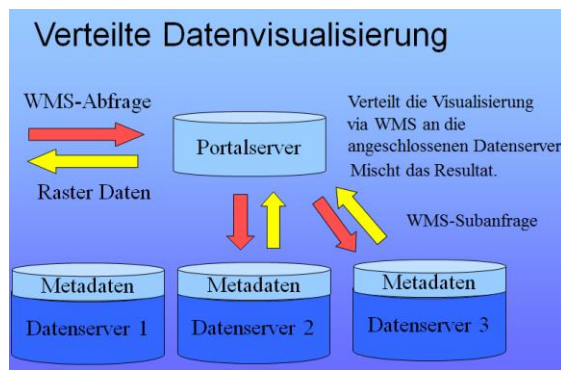 Verteilte Datenvisualisierung
WMS-Abfrage
Raster Daten
Portalserver
Verteilt die Visualisierung
via WMS an die
angeschlossenen Datenserver
Mischt das Resultat.
WMS-Subanfrage
Metadaten
Datenserver 1
Metadaten
Datenserver 2
Metadaten
Datenserver 3